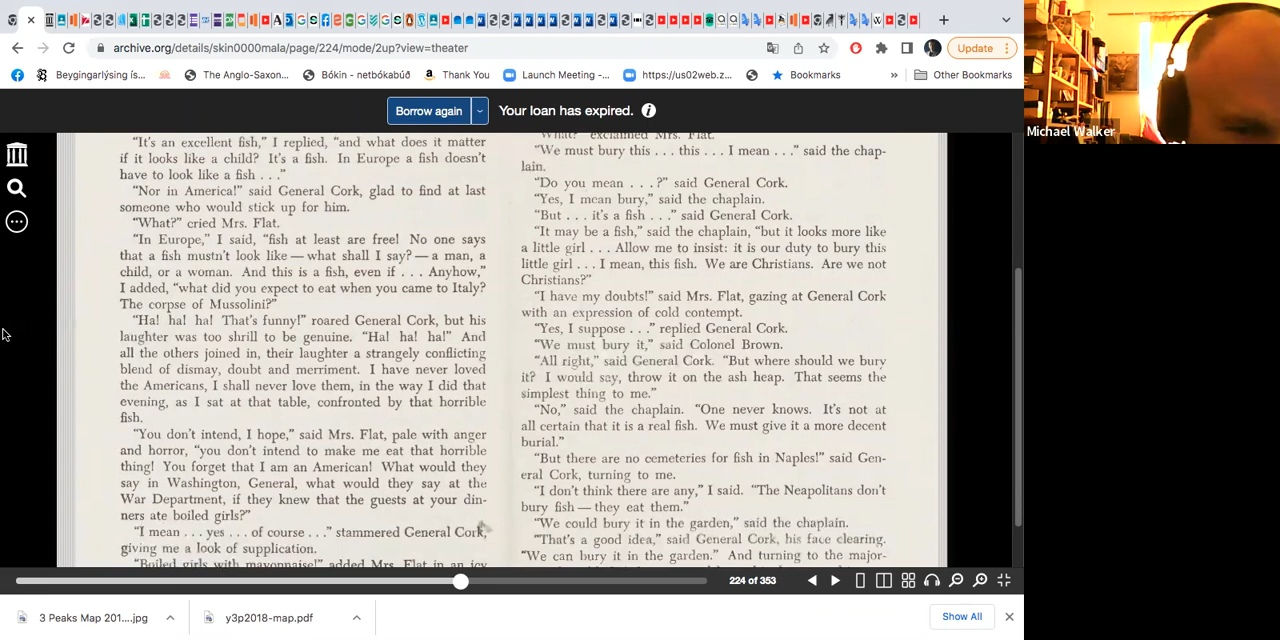 archive.org/details/skin0000mala/page/224/mode/2up?view=theater
Update
Beygingarlýsing ís...
The Anglo-Saxon...
Bókin - netbókabúð
Thank You
Launch Meeting -...
https://us02web.z...
Bookmarks
»
Other Bookmarks
Borrow again
Your loan has expired.
"It's an excellent fish," I replied, "and what does it matter
if it looks like a child? It's a fish. In Europe a fish doesn't
have to look like a fish . . ."
"Nor in America!" said General Cork, glad to find at last
someone who would stick up for him.
"What?" cried Mrs. Flat.
"In Europe," I said, "fish at least are free! No one says
that a fish mustn't look like — what shall I say? — a man, a
child, or a woman. And this is a fish, even if . . . Anyhow,"
I added, "what did you expect to eat when you came to Italy?
The corpse of Mussolini?"
"Ha! ha! ha! That's funny!" roared General Cork, but his
laughter was too shrill to be genuine. "Ha! ha! ha!" And
all the others joined in, their laughter a strangely conflicting
blend of dismay, doubt and merriment. I have never loved
the Americans, I shall never love them, in the way I did that
evening, as I sat at that table, confronted by that horrible
fish.
"You don't intend, I hope," said Mrs. Flat, pale with anger
and horror, "you don't intend to make me eat that horrible
thing! You forget that I am an American! What would they
say in Washington, General, what would they say at the
War Department, if they knew that the guests at your din-
ners ate boiled girls?"
"I mean . . . yes . . . of course . . ." stammered General Cork,
giving me a look of supplication.
"Boiled girls with mayonnaise!" added Mrs. Flat in an icy
"What?" exclaimed Mrs. Flat.
"We must bury this . . . this . . . I mean . . ." said the chap-
lain.
"Do you mean . . .?" said General Cork.
"Yes, I mean bury," said the chaplain.
"But . . . it's a fish . . ." said General Cork.
"It may be a fish," said the chaplain, "but it looks more like
a little girl . . . Allow me to insist: it is our duty to bury this
little girl . . . I mean, this fish. We are Christians. Are we not
Christians?"
"I have my doubts!" said Mrs. Flat, gazing at General Cork
with an expression of cold contempt.
"Yes, I suppose . . ." replied General Cork.
"We must bury it," said Colonel Brown.
"All right," said General Cork. "But where should we bury
it? I would say, throw it on the ash heap. That seems the
simplest thing to me."
"No," said the chaplain. "One never knows. It's not at
all certain that it is a real fish. We must give it a more decent
burial."
"But there are no cemeteries for fish in Naples!" said Gen-
eral Cork, turning to me.
"I don't think there are any," I said. "The Neapolitans don't
bury fish — they eat them."
"We could bury it in the garden," said the chaplain.
"That's a good idea," said General Cork, his face clearing.
"We can bury it in the garden." And turning to the major-
224 of 353
3 Peaks Map 201....jpg
y3p2018-map.pdf
Show All
Michael Walker